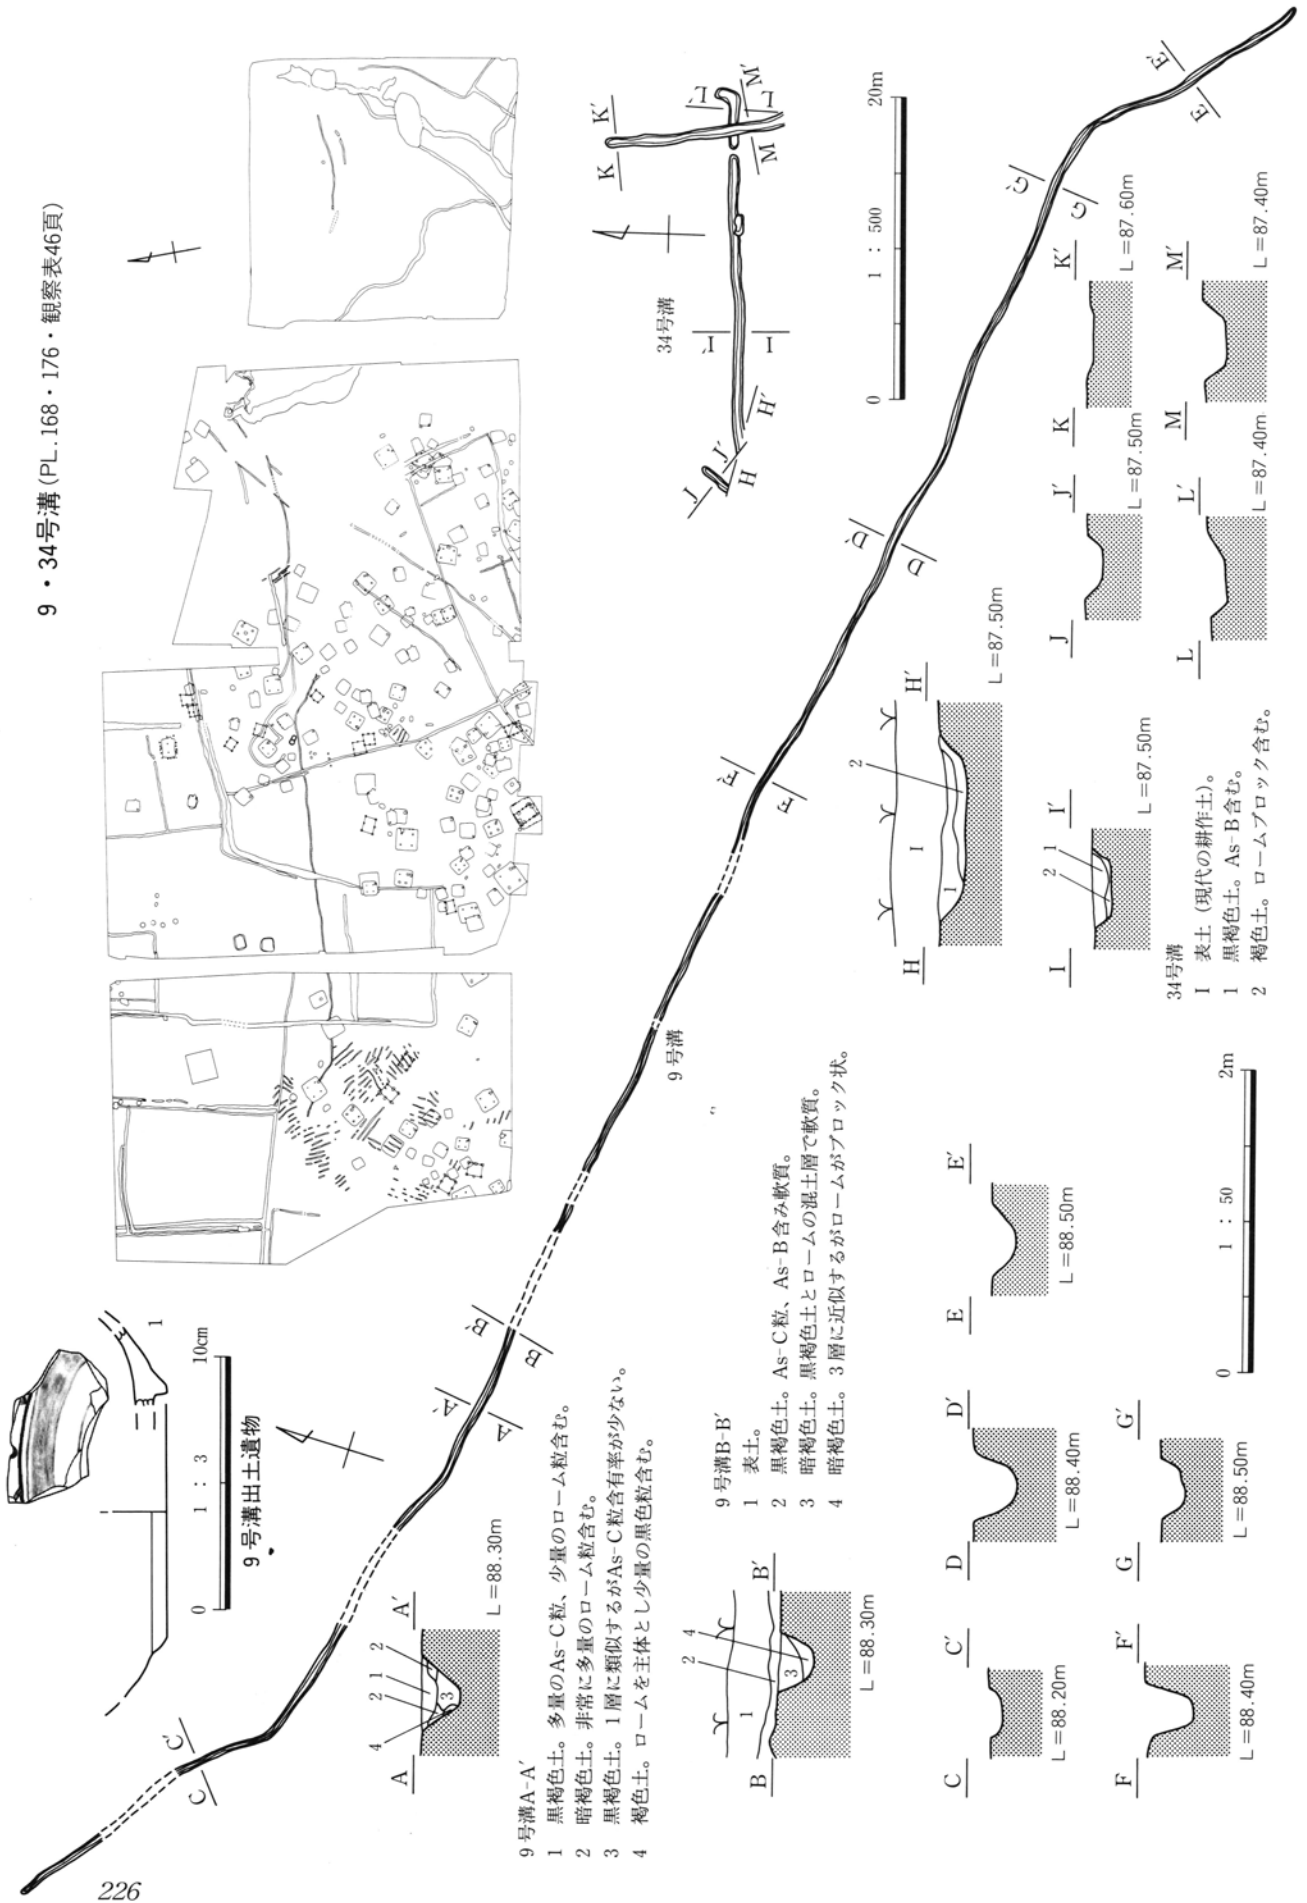 9・34号溝(PL.168・176・観察表46頁)
1
0 1 : 3 10cm
9号溝出土遺物
34号溝
K K′
L L′
M M′
I I′
H H′
J J′
0 1 : 500 20m
C C′
A A′
B B′
9号溝
F F′
D D′
G G′
E E′
A A′
4 2 1 2
3
L=88.30m
9号溝A-A′
1 黒褐色土。多量のAs-C粒、少量のローム粒含む。
2 暗褐色土。非常に多量のローム粒含む。
3 黒褐色土。1層に類似するがAs-C粒含有率が少ない。
4 褐色土。ロームを主体とし少量の黒色粒含む。
B B′
2 4
1
3
L=88.30m
9号溝B-B′
1 表土。
2 黒褐色土。As-C粒、As-B含み軟質。
3 暗褐色土。黒褐色土とロームの混土層で軟質。
4 暗褐色土。3層に近似するがロームがブロック状。
C C′
L=88.20m
D D′
L=88.40m
E E′
L=88.50m
F F′
L=88.40m
G G′
L=88.50m
0 1 : 50 2m
H H′
I
1
2
L=87.50m
I I′
2 1
L=87.50m
34号溝
I 表土(現代の耕作土)。
1 黒褐色土。As-B含む。
2 褐色土。ロームブロック含む。
J J′
L=87.50m
K K′
L=87.60m
L L′
L=87.40m
M M′
L=87.40m
226